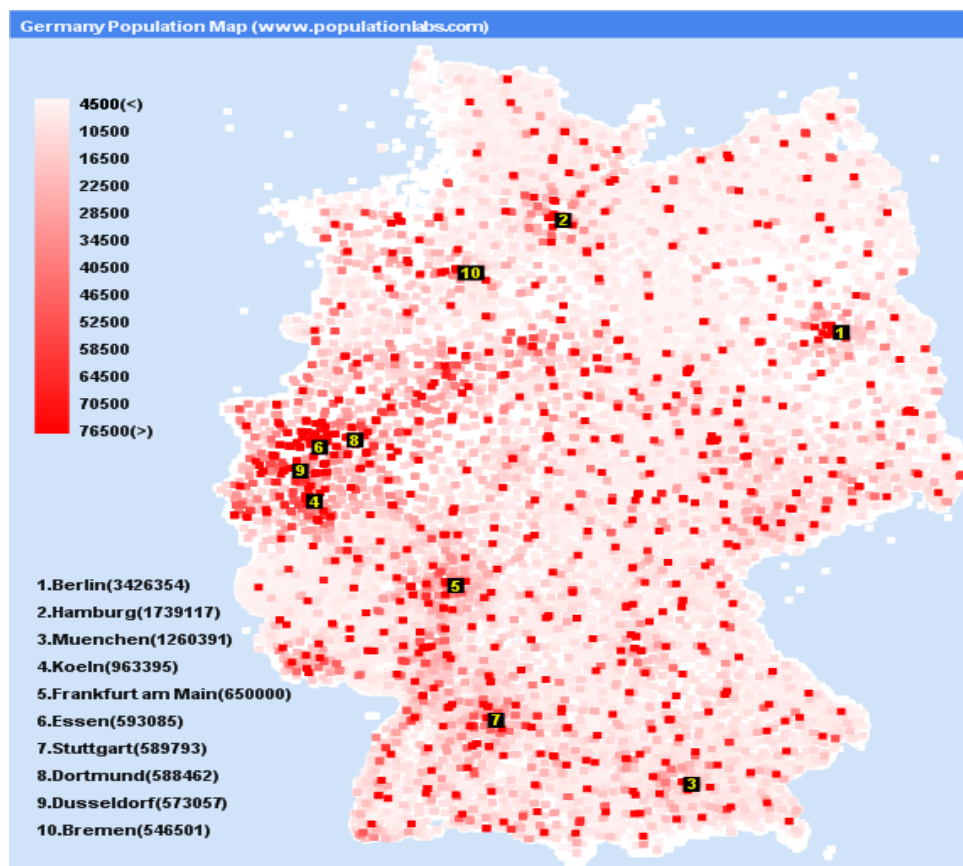 Germany Population Map (www.populationlabs.com)
4500(<)
10500
16500
22500
28500
34500
40500
46500
52500
58500
64500
70500
76500(>)
2
10
1
8
6
9
4
5
7
3
1.Berlin(3426354)
2.Hamburg(1739117)
3.Muenchen(1260391)
4.Koeln(963395)
5.Frankfurt am Main(650000)
6.Essen(593085)
7.Stuttgart(589793)
8.Dortmund(588462)
9.Dusseldorf(573057)
10.Bremen(546501)